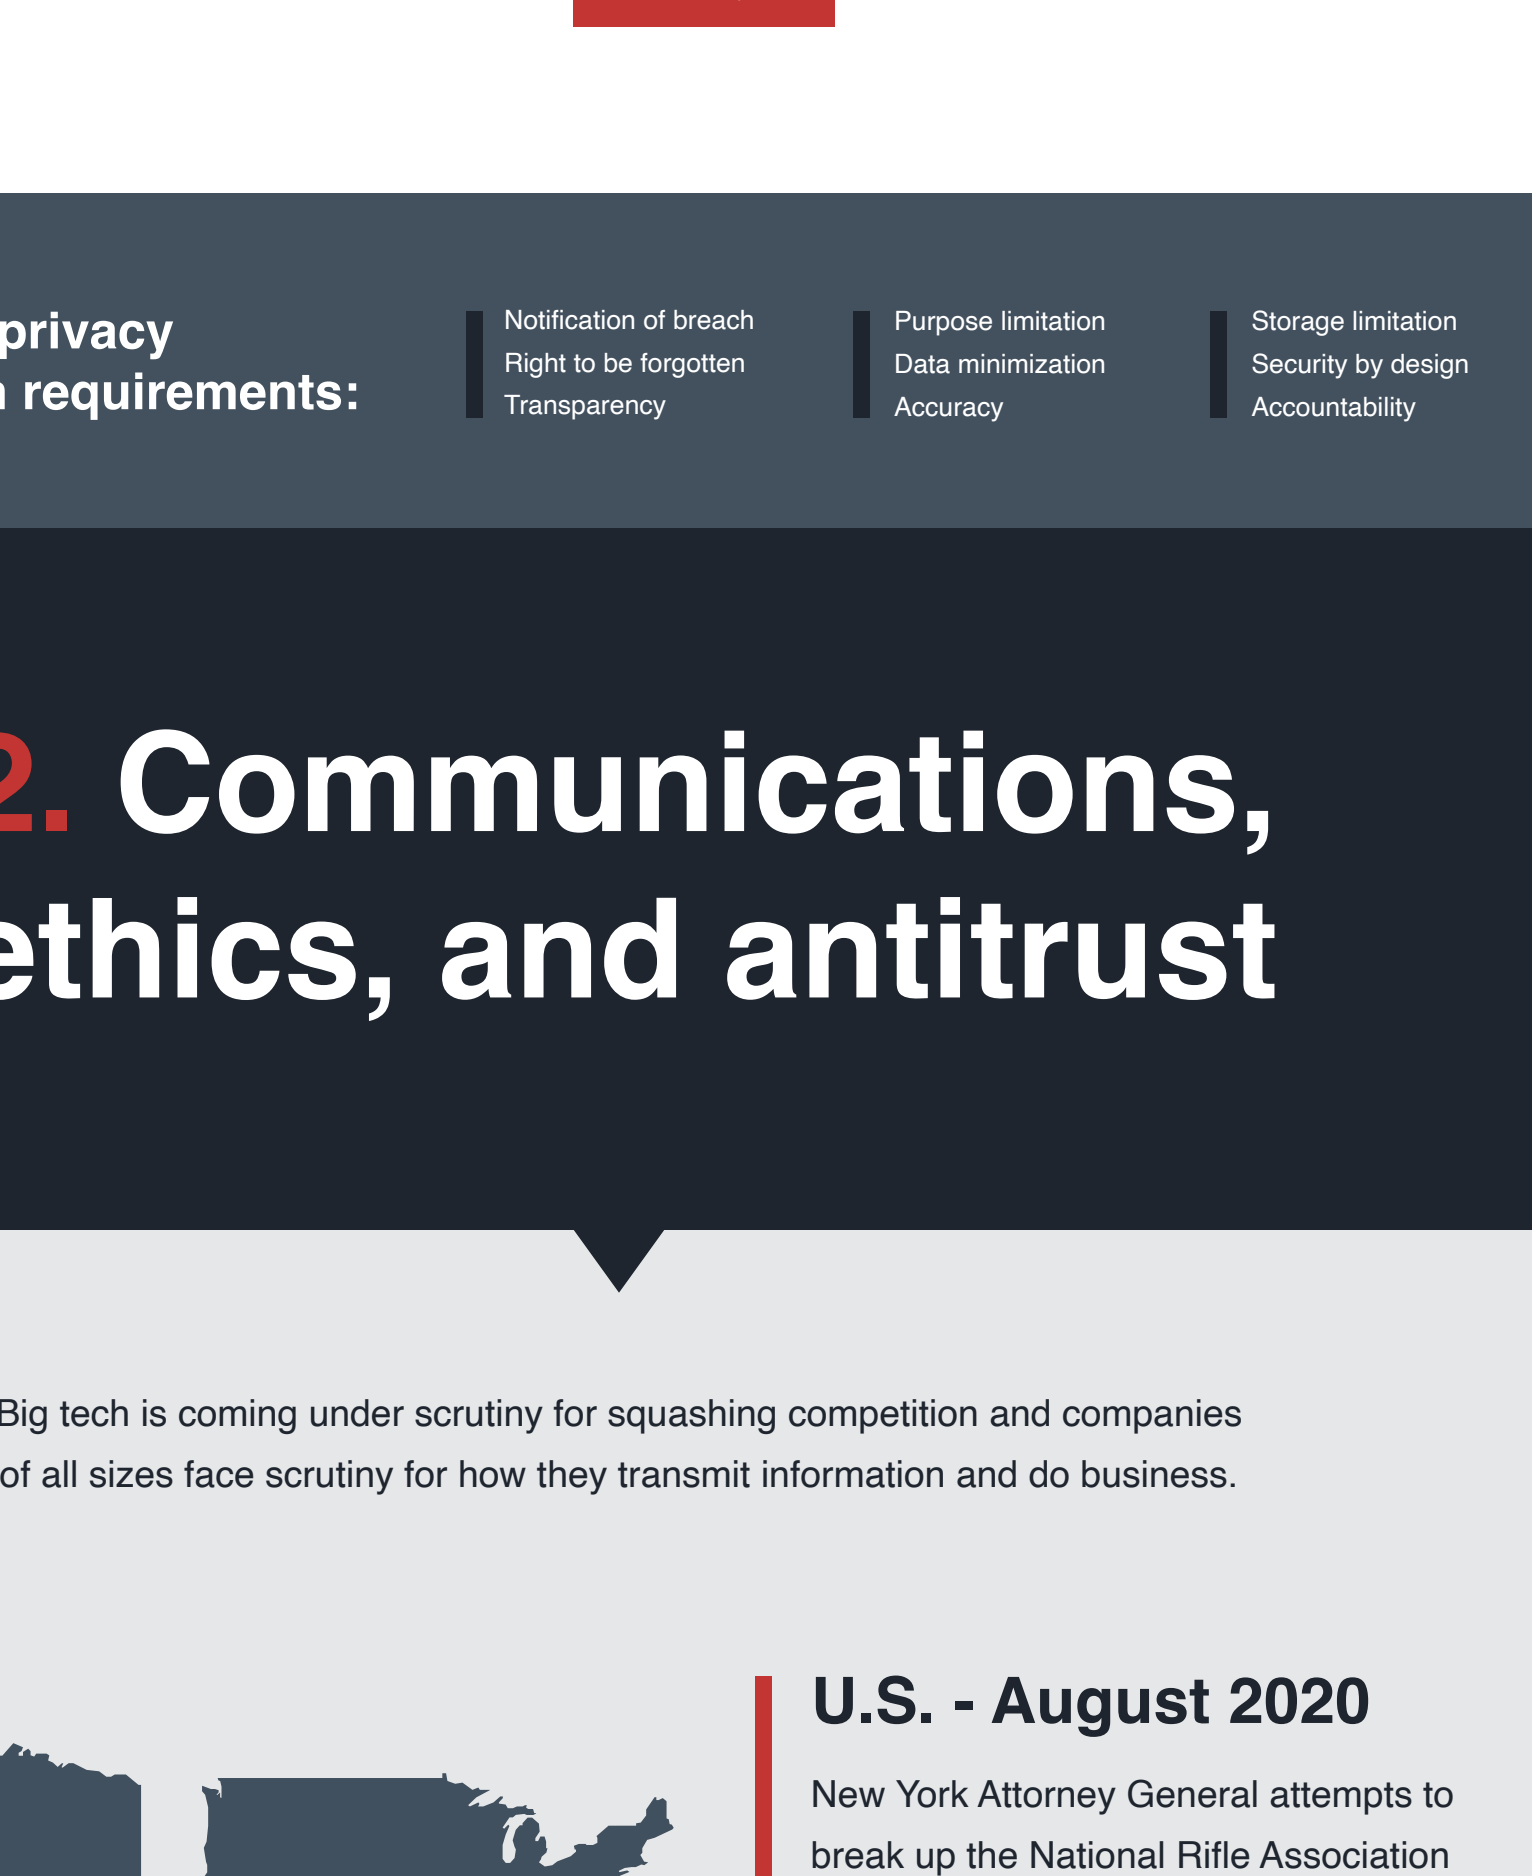 privacy
requirements:
Notification of breach
Right to be forgotten
Transparency
Purpose limitation
Data minimization
Accuracy
Storage limitation
Security by design
Accountability
2. Communications,
ethics, and antitrust
Big tech is coming under scrutiny for squashing competition and companies
of all sizes face scrutiny for how they transmit information and do business.
U.S. - August 2020
New York Attorney General attempts to
break up the National Rifle Association